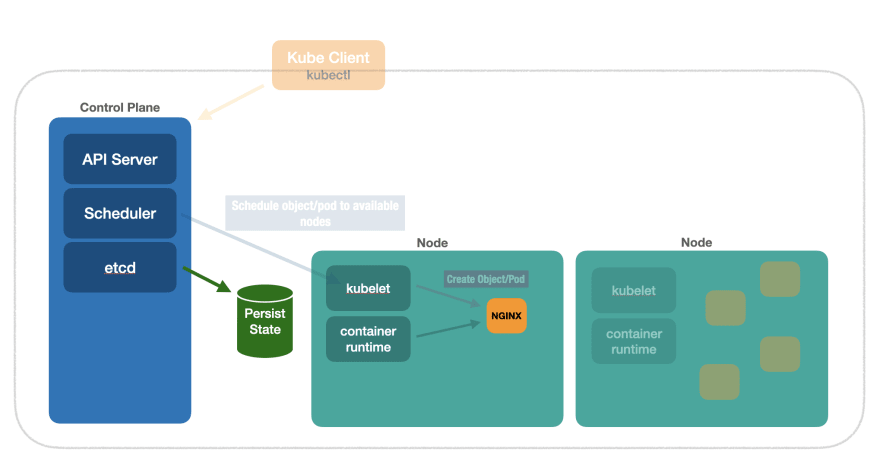 Kube Client
kubectl
Control Plane
API Server
Scheduler
etcd
Schedule object/pod to available
nodes
Persist
State
Node
kubelet
container
runtime
Create Object/Pod
NGINX
Node
kubelet
container
runtime